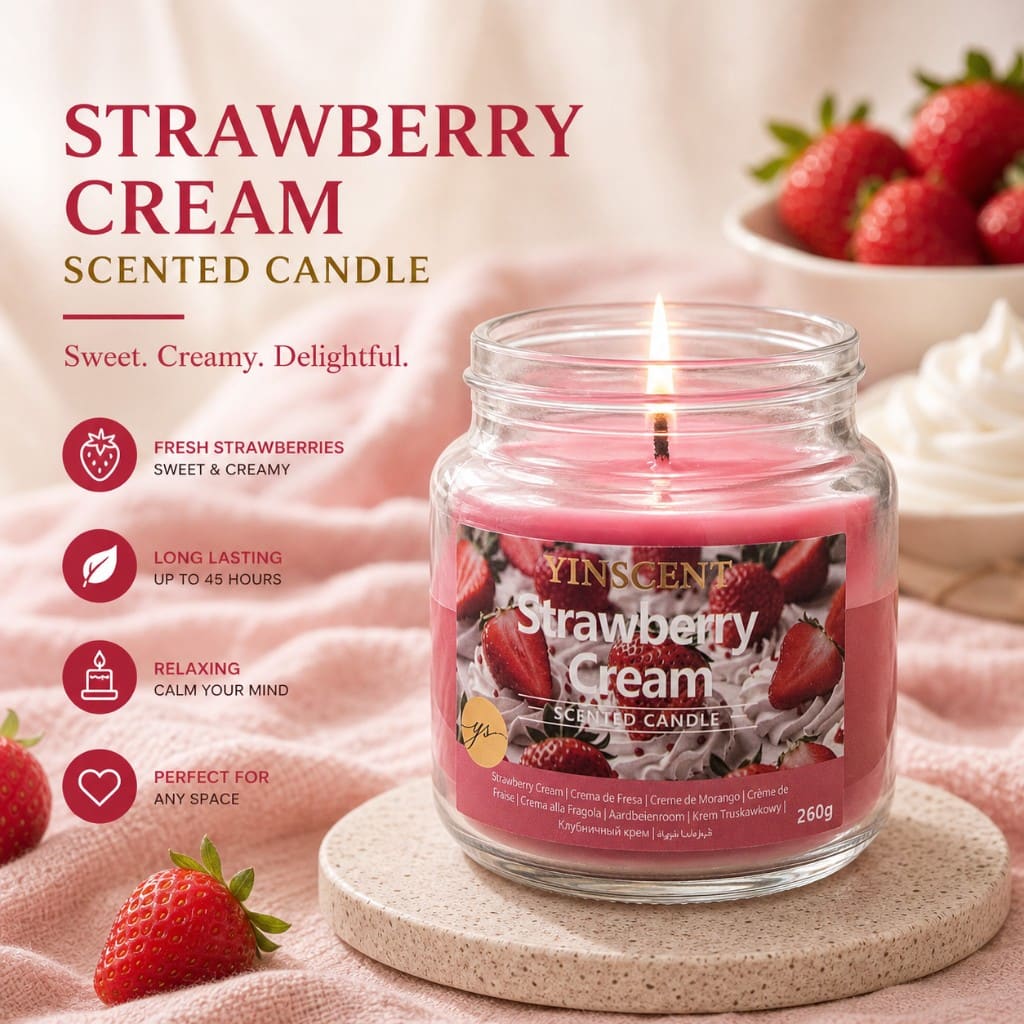 STRAWBERRY
CREAM
SCENTED CANDLE
Sweet. Creamy. Delightful.
FRESH STRAWBERRIES
SWEET & CREAMY
LONG LASTING
UP TO 45 HOURS
RELAXING
CALM YOUR MIND
PERFECT FOR
ANY SPACE
YINSCENT
Strawberry
Cream
SCENTED CANDLE
ys
Strawberry Cream | Crema de Fresa | Creme de Morango | Crème de
Fraise | Crema alla Fragola | Aardbeienroom | Krem Truskawkowy |
Клубничный крем |
260g